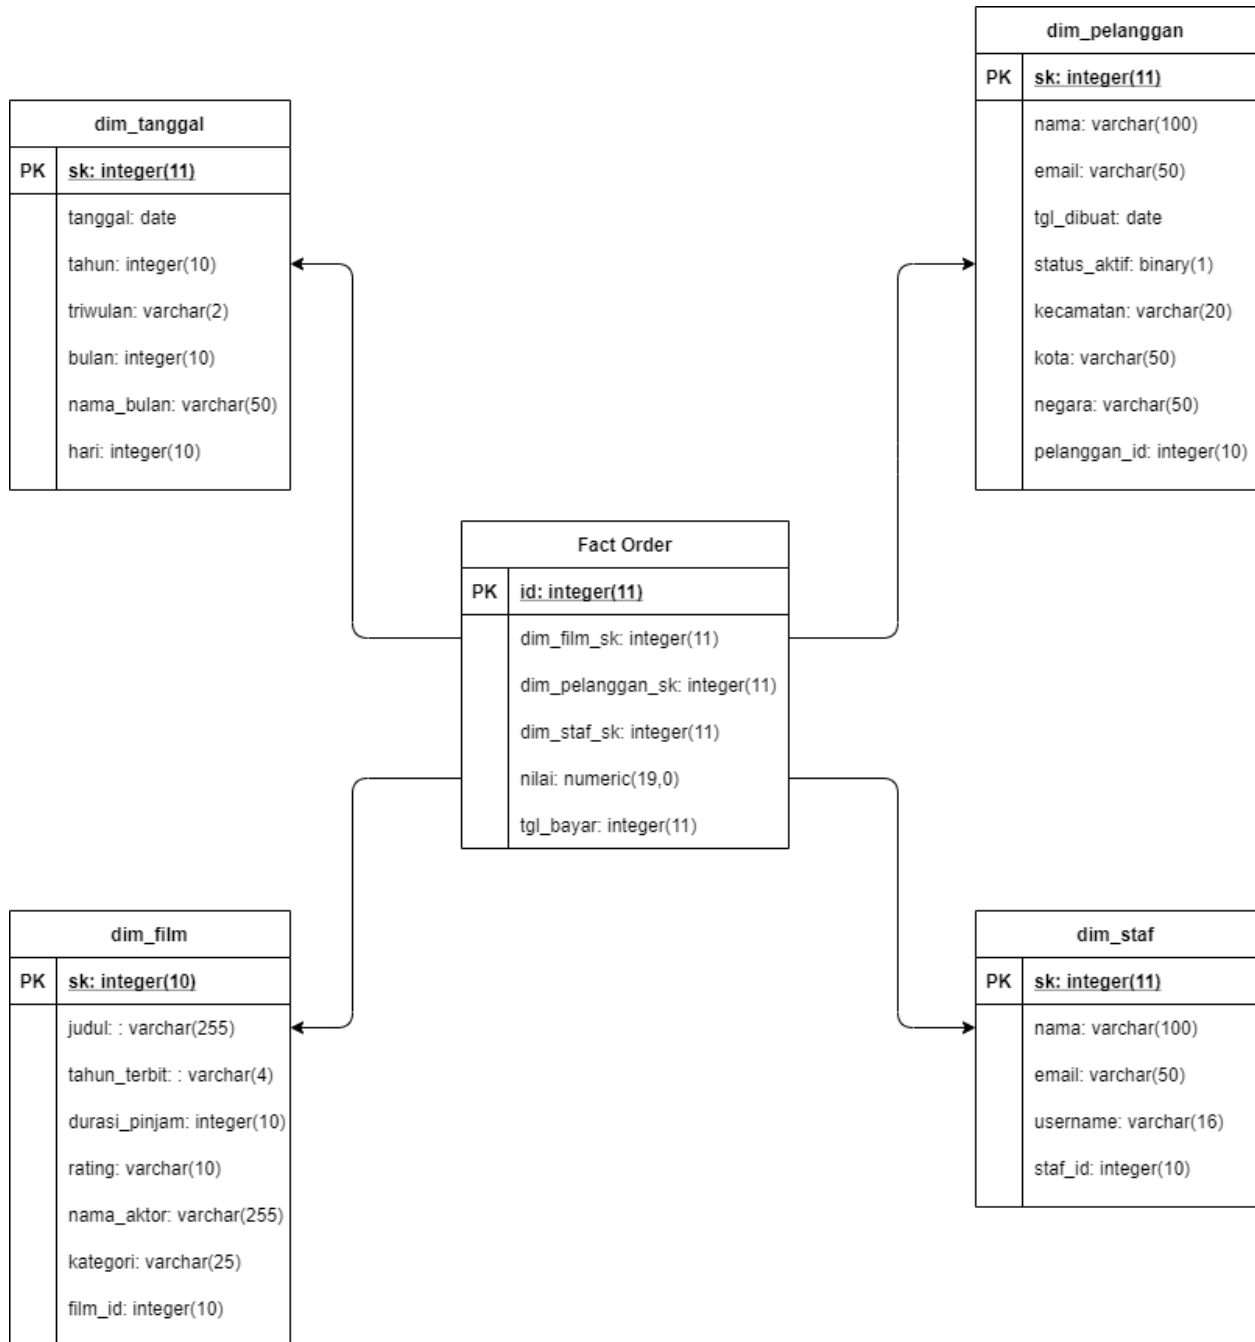 dim_pelanggan
PK sk: integer(11)
nama: varchar(100)
email: varchar(50)
tgl_dibuat: date
status_aktif: binary(1)
kecamatan: varchar(20)
kota: varchar(50)
negara: varchar(50)
pelanggan_id: integer(10)
dim_tanggal
PK sk: integer(11)
tanggal: date
tahun: integer(10)
triwulan: varchar(2)
bulan: integer(10)
nama_bulan: varchar(50)
hari: integer(10)
Fact Order
PK id: integer(11)
dim_film_sk: integer(11)
dim_pelanggan_sk: integer(11)
dim_staf_sk: integer(11)
nilai: numeric(19,0)
tgl_bayar: integer(11)
dim_film
PK sk: integer(10)
judul: : varchar(255)
tahun_terbit: : varchar(4)
durasi_pinjam: integer(10)
rating: varchar(10)
nama_aktor: varchar(255)
kategori: varchar(25)
film_id: integer(10)
dim_staf
PK sk: integer(11)
nama: varchar(100)
email: varchar(50)
username: varchar(16)
staf_id: integer(10)